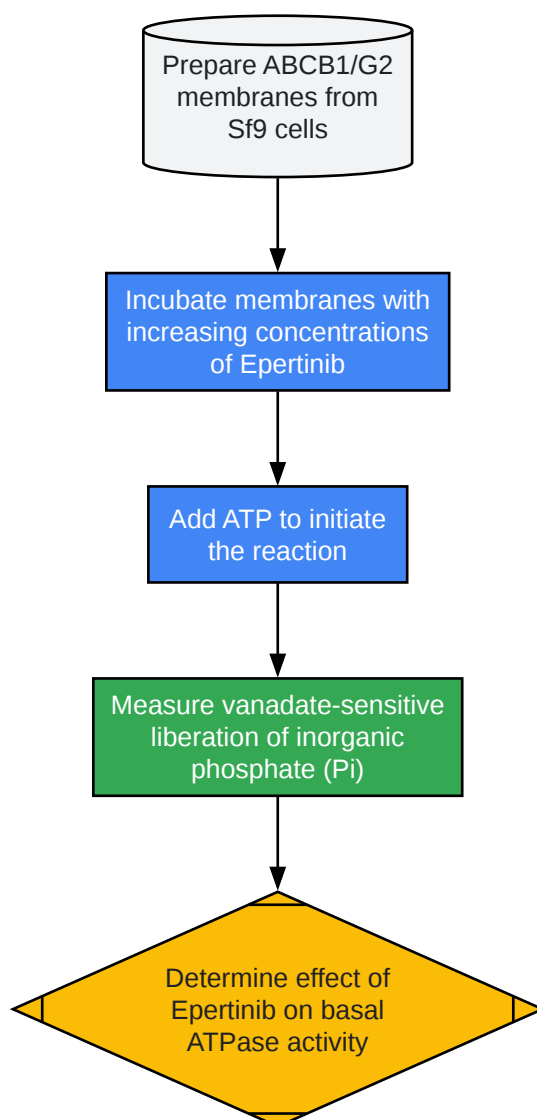 Prepare ABCB1/G2
membranes from
Sf9 cells
Incubate membranes with
increasing concentrations
of Epertinib
Add ATP to initiate
the reaction
Measure vanadate-sensitive
liberation of inorganic
phosphate (Pi)
Determine effect of
Epertinib on basal
ATPase activity